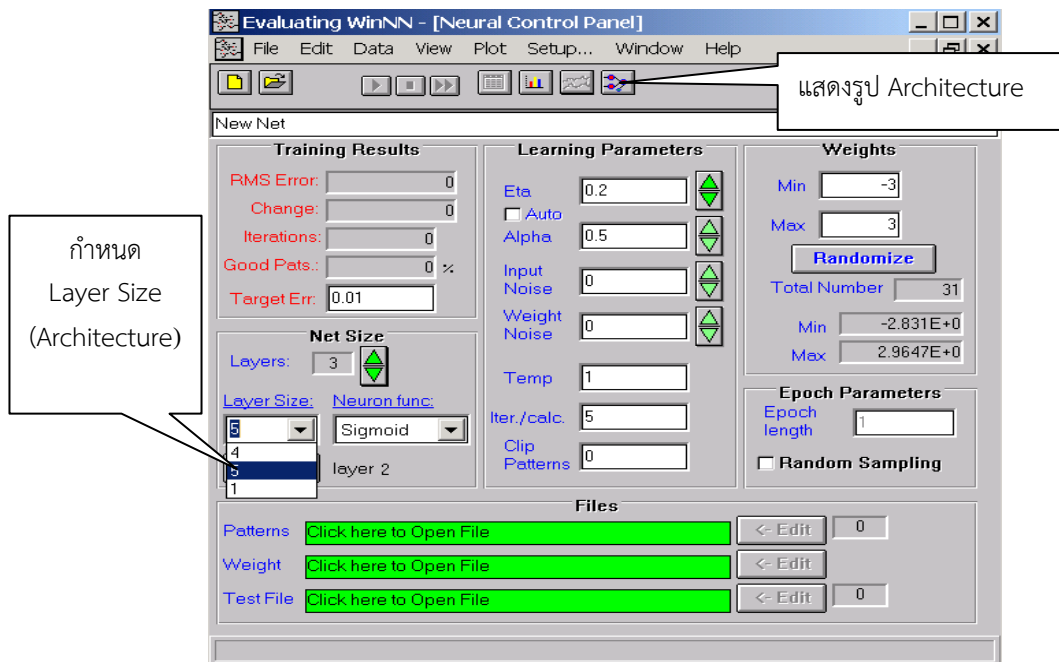 Evaluating WinNN - [Neural Control Panel]
File Edit Data View Plot Setup... Window Help
แสดงรูป Architecture
New Net
Training Results
RMS Error: 0
Change: 0
Iterations: 0
Good Pats.: 0 %
Target Err: 0.01
Learning Parameters
Eta 0.2
Auto
Alpha 0.5
Input Noise 0
Weight Noise 0
Temp 1
Iter./calc. 5
Clip Patterns 0
Weights
Min -3
Max 3
Randomize
Total Number 31
Min -2.831E+0
Max 2.9647E+0
กำหนด
Layer Size
(Architecture)
Net Size
Layers: 3
Layer Size: Neuron func:
5 Sigmoid
4
5 layer 2
1
Epoch Parameters
Epoch length 1
Random Sampling
Files
Patterns Click here to Open File <- Edit 0
Weight Click here to Open File <- Edit
Test File Click here to Open File <- Edit 0